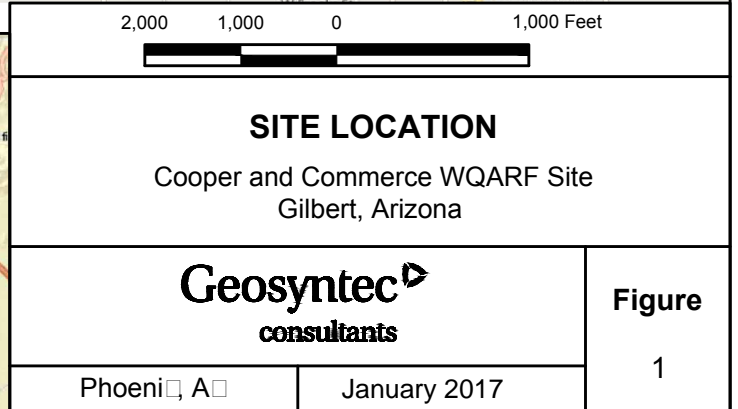 2,000 1,000 0 1,000 Feet
SITE LOCATION
Cooper and Commerce WQARF Site
Gilbert, Arizona
Geosyntec
consultants
Figure
1
Phoeni□, A□
January 2017